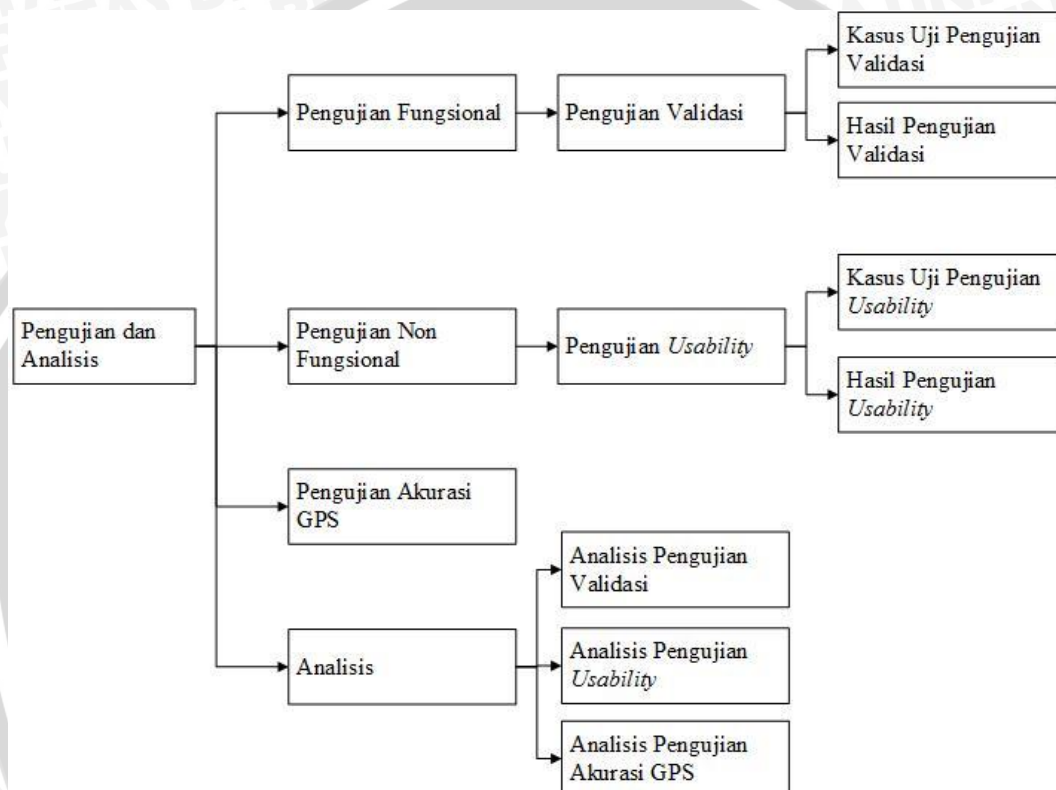 Kasus Uji Pengujian
Validasi
Pengujian Fungsional
Pengujian Validasi
Hasil Pengujian
Validasi
Kasus Uji Pengujian
Usability
Pengujian dan
Analisis
Pengujian Non
Fungsional
Pengujian Usability
Hasil Pengujian
Usability
Pengujian Akurasi
GPS
Analisis Pengujian
Validasi
Analisis
Analisis Pengujian
Usability
Analisis Pengujian
Akurasi GPS